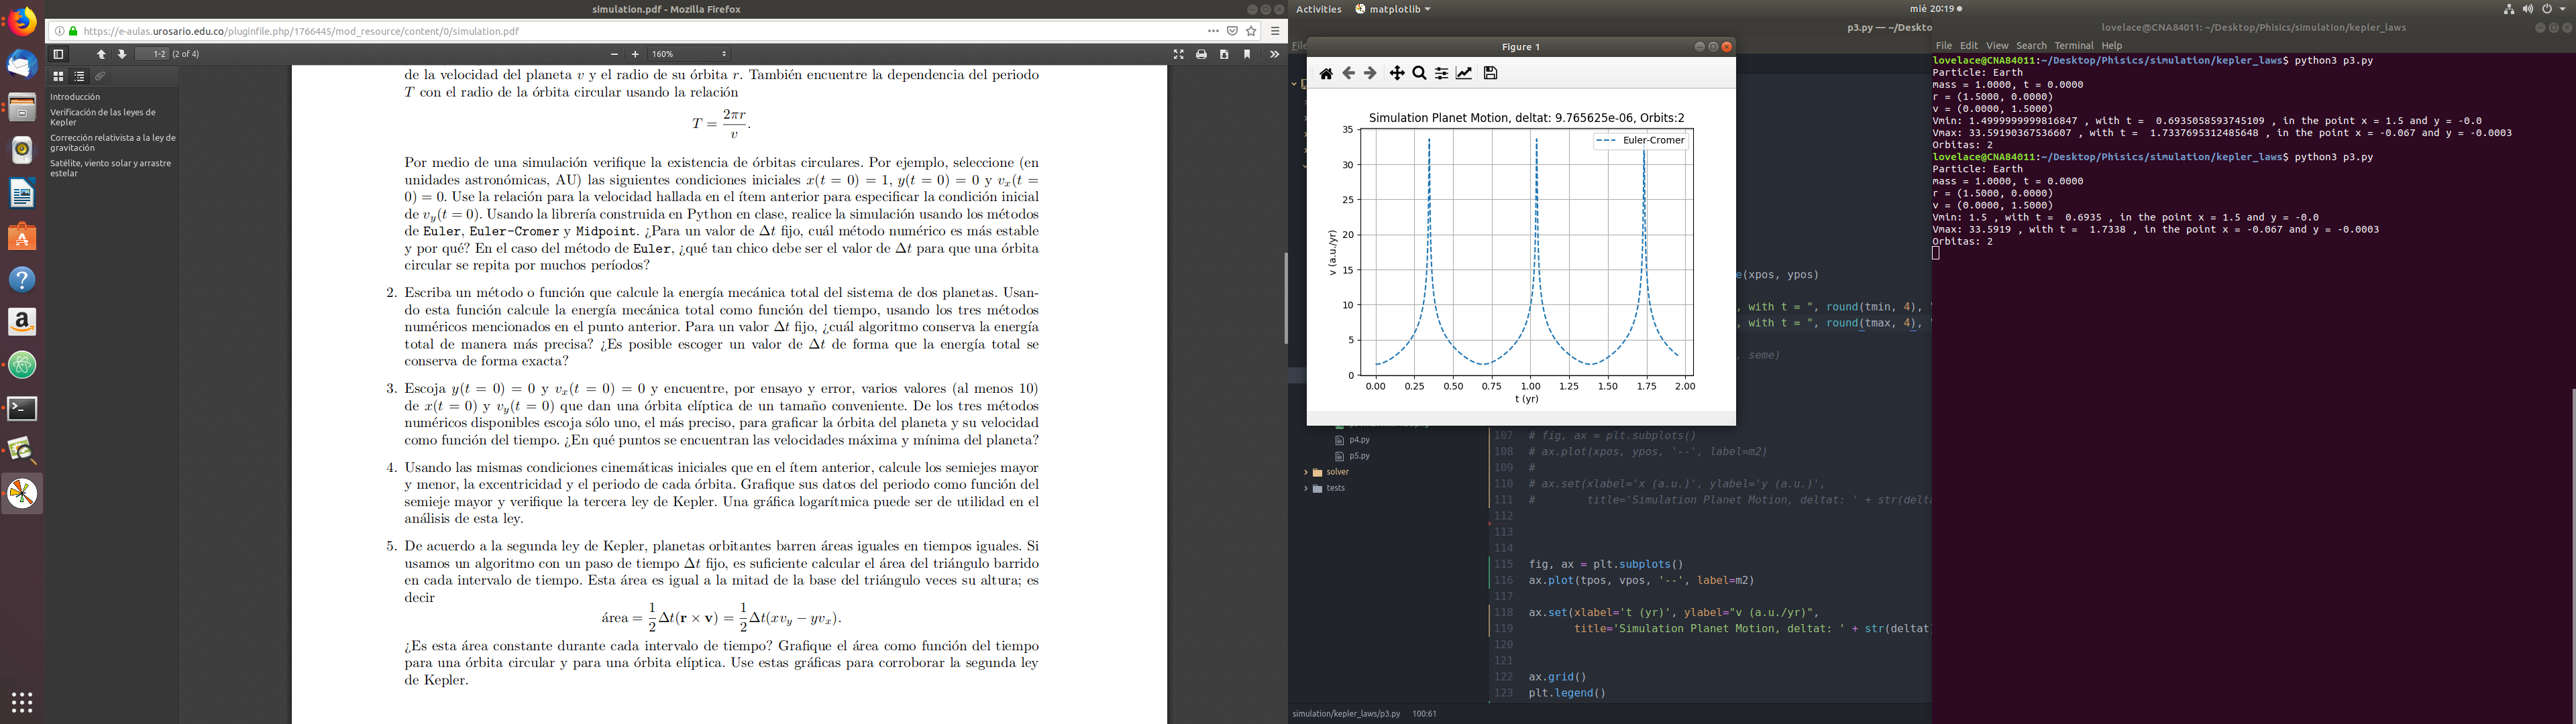 simulation.pdf - Mozilla Firefox
https://e-aulas.urosario.edu.co/pluginfile.php/1766445/mod_resource/content/0/simulation.pdf
1-2 (2 of 4)
160%
Introducción
Verificación de las leyes de
Kepler
Corrección relativista a la ley de
gravitación
Satélite, viento solar y arrastre
estelar
de la velocidad del planeta v y el radio de su órbita r. También encuentre la dependencia del periodo
T con el radio de la órbita circular usando la relación
T = 2πr/v.
Por medio de una simulación verifique la existencia de órbitas circulares. Por ejemplo, seleccione (en
unidades astronómicas, AU) las siguientes condiciones iniciales x(t = 0) = 1, y(t = 0) = 0 y vₓ(t =
0) = 0. Use la relación para la velocidad hallada en el ítem anterior para especificar la condición inicial
de v_y(t = 0). Usando la librería construida en Python en clase, realice la simulación usando los métodos
de Euler, Euler-Cromer y Midpoint. ¿Para un valor de Δt fijo, cuál método numérico es más estable
y por qué? En el caso del método de Euler, ¿qué tan chico debe ser el valor de Δt para que una órbita
circular se repita por muchos períodos?
2. Escriba un método o función que calcule la energía mecánica total del sistema de dos planetas. Usan-
do esta función calcule la energía mecánica total como función del tiempo, usando los tres métodos
numéricos mencionados en el punto anterior. Para un valor Δt fijo, ¿cuál algoritmo conserva la energía
total de manera más precisa? ¿Es posible escoger un valor de Δt de forma que la energía total se
conserva de forma exacta?
3. Escoja y(t = 0) = 0 y vₓ(t = 0) = 0 y encuentre, por ensayo y error, varios valores (al menos 10)
de x(t = 0) y v_y(t = 0) que dan una órbita elíptica de un tamaño conveniente. De los tres métodos
numéricos disponibles escoja sólo uno, el más preciso, para graficar la órbita del planeta y su velocidad
como función del tiempo. ¿En qué puntos se encuentran las velocidades máxima y mínima del planeta?
4. Usando las mismas condiciones cinemáticas iniciales que en el ítem anterior, calcule los semiejes mayor
y menor, la excentricidad y el periodo de cada órbita. Grafique sus datos del periodo como función del
semieje mayor y verifique la tercera ley de Kepler. Una gráfica logarítmica puede ser de utilidad en el
análisis de esta ley.
5. De acuerdo a la segunda ley de Kepler, planetas orbitantes barren áreas iguales en tiempos iguales. Si
usamos un algoritmo con un paso de tiempo Δt fijo, es suficiente calcular el área del triángulo barrido
en cada intervalo de tiempo. Esta área es igual a la mitad de la base del triángulo veces su altura; es
decir
área = 1/2 Δt(r × v) = 1/2 Δt(xv_y − yvₓ).
¿Es esta área constante durante cada intervalo de tiempo? Grafique el área como función del tiempo
para una órbita circular y para una órbita elíptica. Use estas gráficas para corroborar la segunda ley
de Kepler.
Activities matplotlib
mié 20:19
p3.py — ~/Deskto
Figure 1
Simulation Planet Motion, deltat: 9.765625e-06, Orbits:2
Euler-Cromer
v (a.u./yr)
35
30
25
20
15
10
5
0
0.00 0.25 0.50 0.75 1.00 1.25 1.50 1.75 2.00
t (yr)
e(xpos, ypos)
, with t = ", round(tmin, 4), "
, with t = ", round(tmax, 4), "
, seme)
p4.py
p5.py
solver
tests
107 # fig, ax = plt.subplots()
108 # ax.plot(xpos, ypos, '--', label=m2)
109 #
110 # ax.set(xlabel='x (a.u.)', ylabel='y (a.u.)',
111 # title='Simulation Planet Motion, deltat: ' + str(delta
112
113
114
115 fig, ax = plt.subplots()
116 ax.plot(tpos, vpos, '--', label=m2)
117
118 ax.set(xlabel='t (yr)', ylabel="v (a.u./yr)",
119 title='Simulation Planet Motion, deltat: ' + str(deltat
120
121
122 ax.grid()
123 plt.legend()
simulation/kepler_laws/p3.py 100:61
lovelace@CNA84011: ~/Desktop/Phisics/simulation/kepler_laws
File Edit View Search Terminal Help
lovelace@CNA84011:~/Desktop/Phisics/simulation/kepler_laws$ python3 p3.py
Particle: Earth
mass = 1.0000, t = 0.0000
r = (1.5000, 0.0000)
v = (0.0000, 1.5000)
Vmin: 1.4999999999816847 , with t = 0.6935058593745109 , in the point x = 1.5 and y = -0.0
Vmax: 33.59190367536607 , with t = 1.7337695312485648 , in the point x = -0.067 and y = -0.0003
Orbitas: 2
lovelace@CNA84011:~/Desktop/Phisics/simulation/kepler_laws$ python3 p3.py
Particle: Earth
mass = 1.0000, t = 0.0000
r = (1.5000, 0.0000)
v = (0.0000, 1.5000)
Vmin: 1.5 , with t = 0.6935 , in the point x = 1.5 and y = -0.0
Vmax: 33.5919 , with t = 1.7338 , in the point x = -0.067 and y = -0.0003
Orbitas: 2